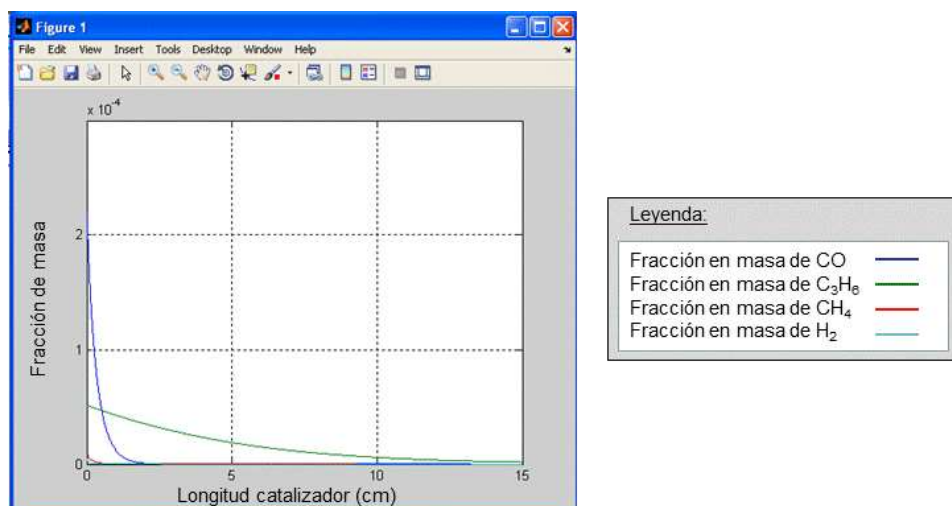 Figure 1
File Edit View Insert Tools Desktop Window Help
x 10⁻⁴
2
1
0
0 5 10 15
Fracción de masa
Longitud catalizador (cm)
Leyenda:
Fracción en masa de CO
Fracción en masa de C₃H₆
Fracción en masa de CH₄
Fracción en masa de H₂